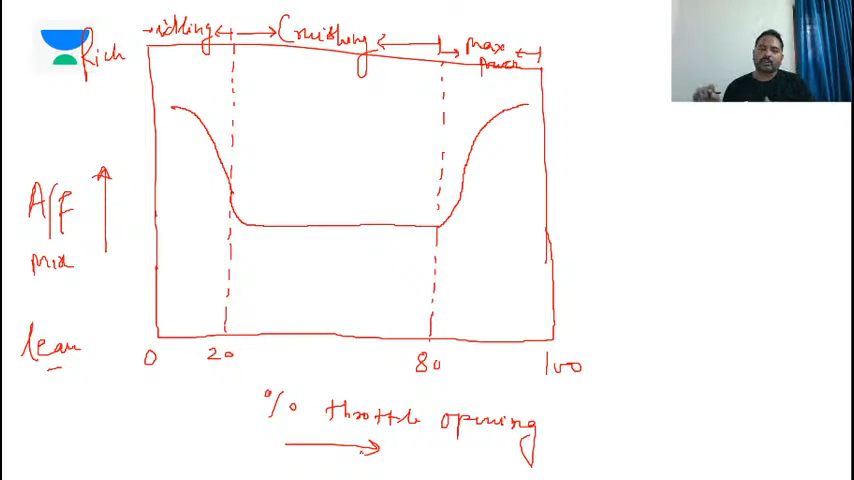 Rich
idling
Cruising
max
power
A/F
mix
lean
0 20 80 100
% throttle opening